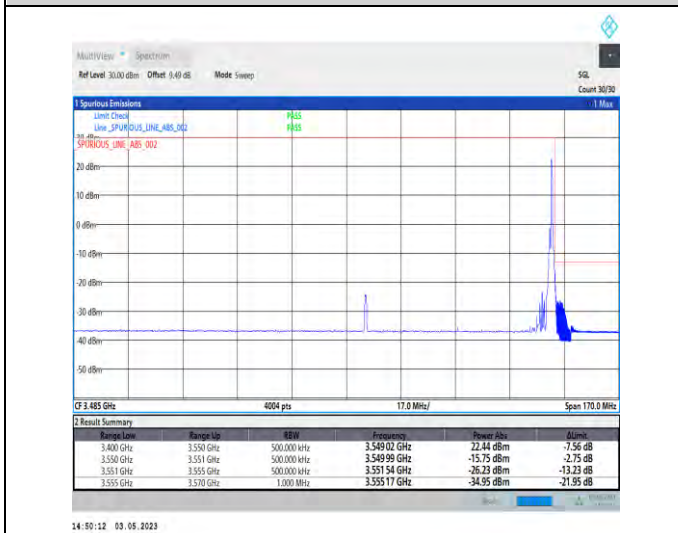 MultiView Spectrum
Ref Level 30.00 dBm Offset 9.49 dB Mode Sweep SGL
Count 30/30
1 Spurious Emissions 1 Max
Limit Check PASS
Line _SPURIOUS_LINE_ABS_002 PASS
30 dBm
SPURIOUS_LINE_ABS_002
20 dBm
10 dBm
0 dBm
-10 dBm
-20 dBm
-30 dBm
-40 dBm
-50 dBm
CF 3.485 GHz 4004 pts 17.0 MHz/ Span 170.0 MHz
2 Result Summary
Range Low Range Up RBW Frequency Power Abs ΔLimit
3.400 GHz 3.550 GHz 500.000 kHz 3.549 02 GHz 22.44 dBm -7.56 dB
3.550 GHz 3.551 GHz 500.000 kHz 3.549 99 GHz -15.75 dBm -2.75 dB
3.551 GHz 3.555 GHz 500.000 kHz 3.551 54 GHz -26.23 dBm -13.23 dB
3.555 GHz 3.570 GHz 1.000 MHz 3.555 17 GHz -34.95 dBm -21.95 dB
14:50:12 03.05.2023